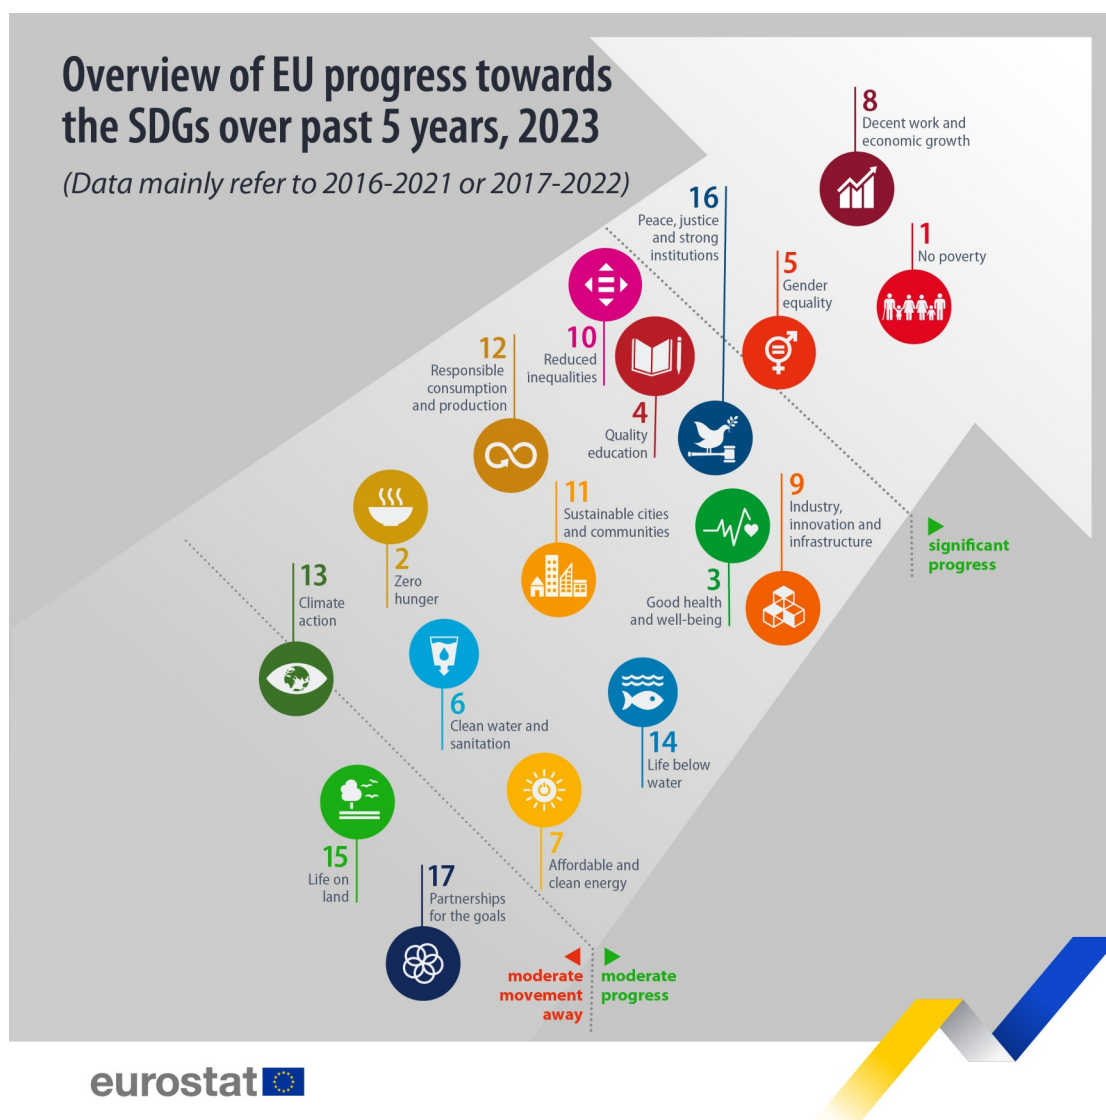 Overview of EU progress towards
the SDGs over past 5 years, 2023
(Data mainly refer to 2016-2021 or 2017-2022)
8
Decent work and
economic growth
16
Peace, justice
and strong
institutions
1
No poverty
5
Gender
equality
10
Reduced
inequalities
12
Responsible
consumption
and production
4
Quality
education
11
Sustainable cities
and communities
9
Industry,
innovation and
infrastructure
significant
progress
2
Zero
hunger
13
Climate
action
3
Good health
and well-being
6
Clean water and
sanitation
14
Life below
water
7
Affordable and
clean energy
15
Life on
land
17
Partnerships
for the goals
moderate
movement
away
moderate
progress
eurostat